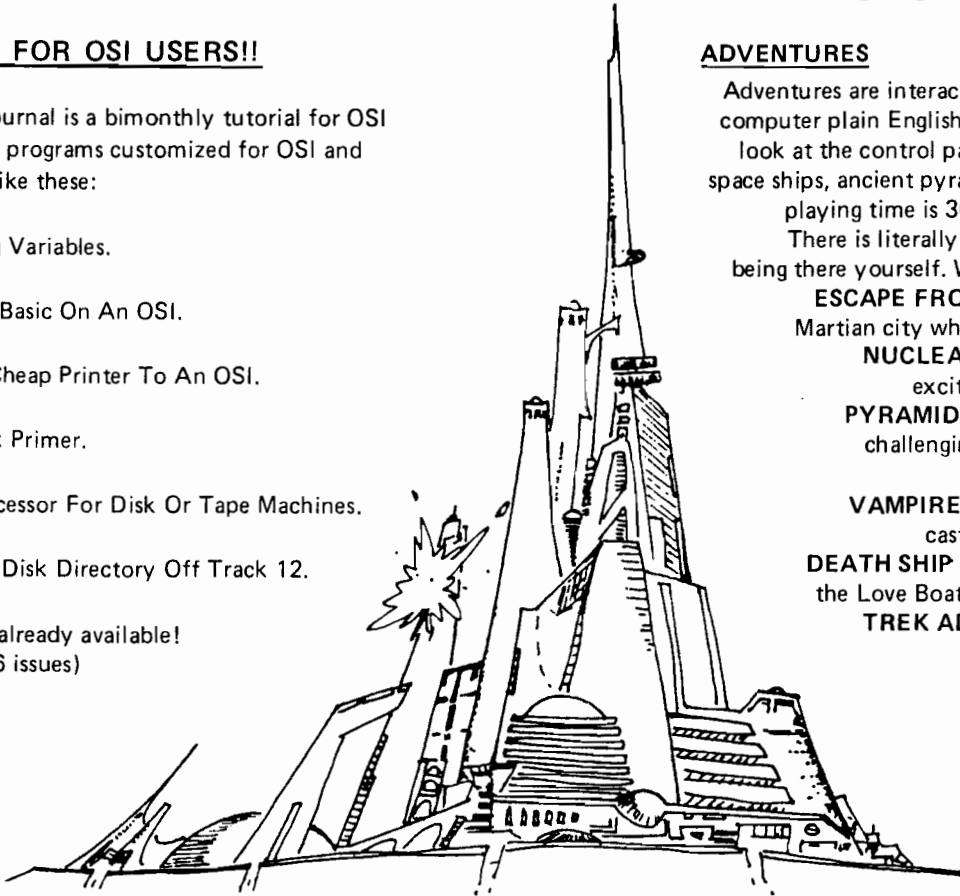 FOR OSI USERS!!
urnal is a bimonthly tutorial for OSI
programs customized for OSI and
ike these:
Variables.
Basic On An OSI.
Cheap Printer To An OSI.
Primer.
cessor For Disk Or Tape Machines.
Disk Directory Off Track 12.
already available!
6 issues)
ADVENTURES
Adventures are interac
computer plain English
look at the control pa
space ships, ancient pyra
playing time is 3
There is literally
being there yourself. W
ESCAPE FRO
Martian city wh
NUCLEA
excit
PYRAMID
challengin
VAMPIRE
cast
DEATH SHIP
the Love Boat
TREK AD